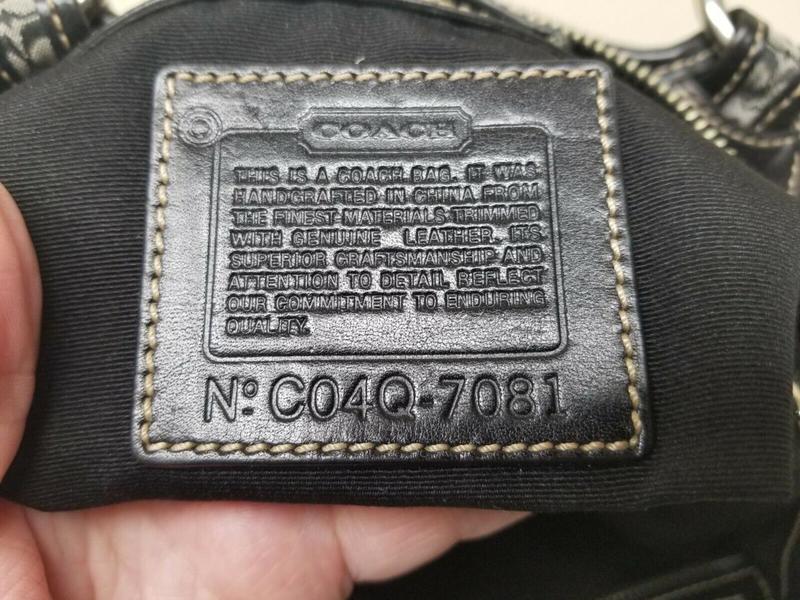 ©
COACH
THIS IS A COACH BAG. IT WAS
HANDCRAFTED IN CHINA FROM
THE FINEST MATERIALS TRIMMED
WITH GENUINE LEATHER. ITS
SUPERIOR CRAFTSMANSHIP AND
ATTENTION TO DETAIL REFLECT
OUR COMMITMENT TO ENDURING
QUALITY.
Nº C04Q-7081